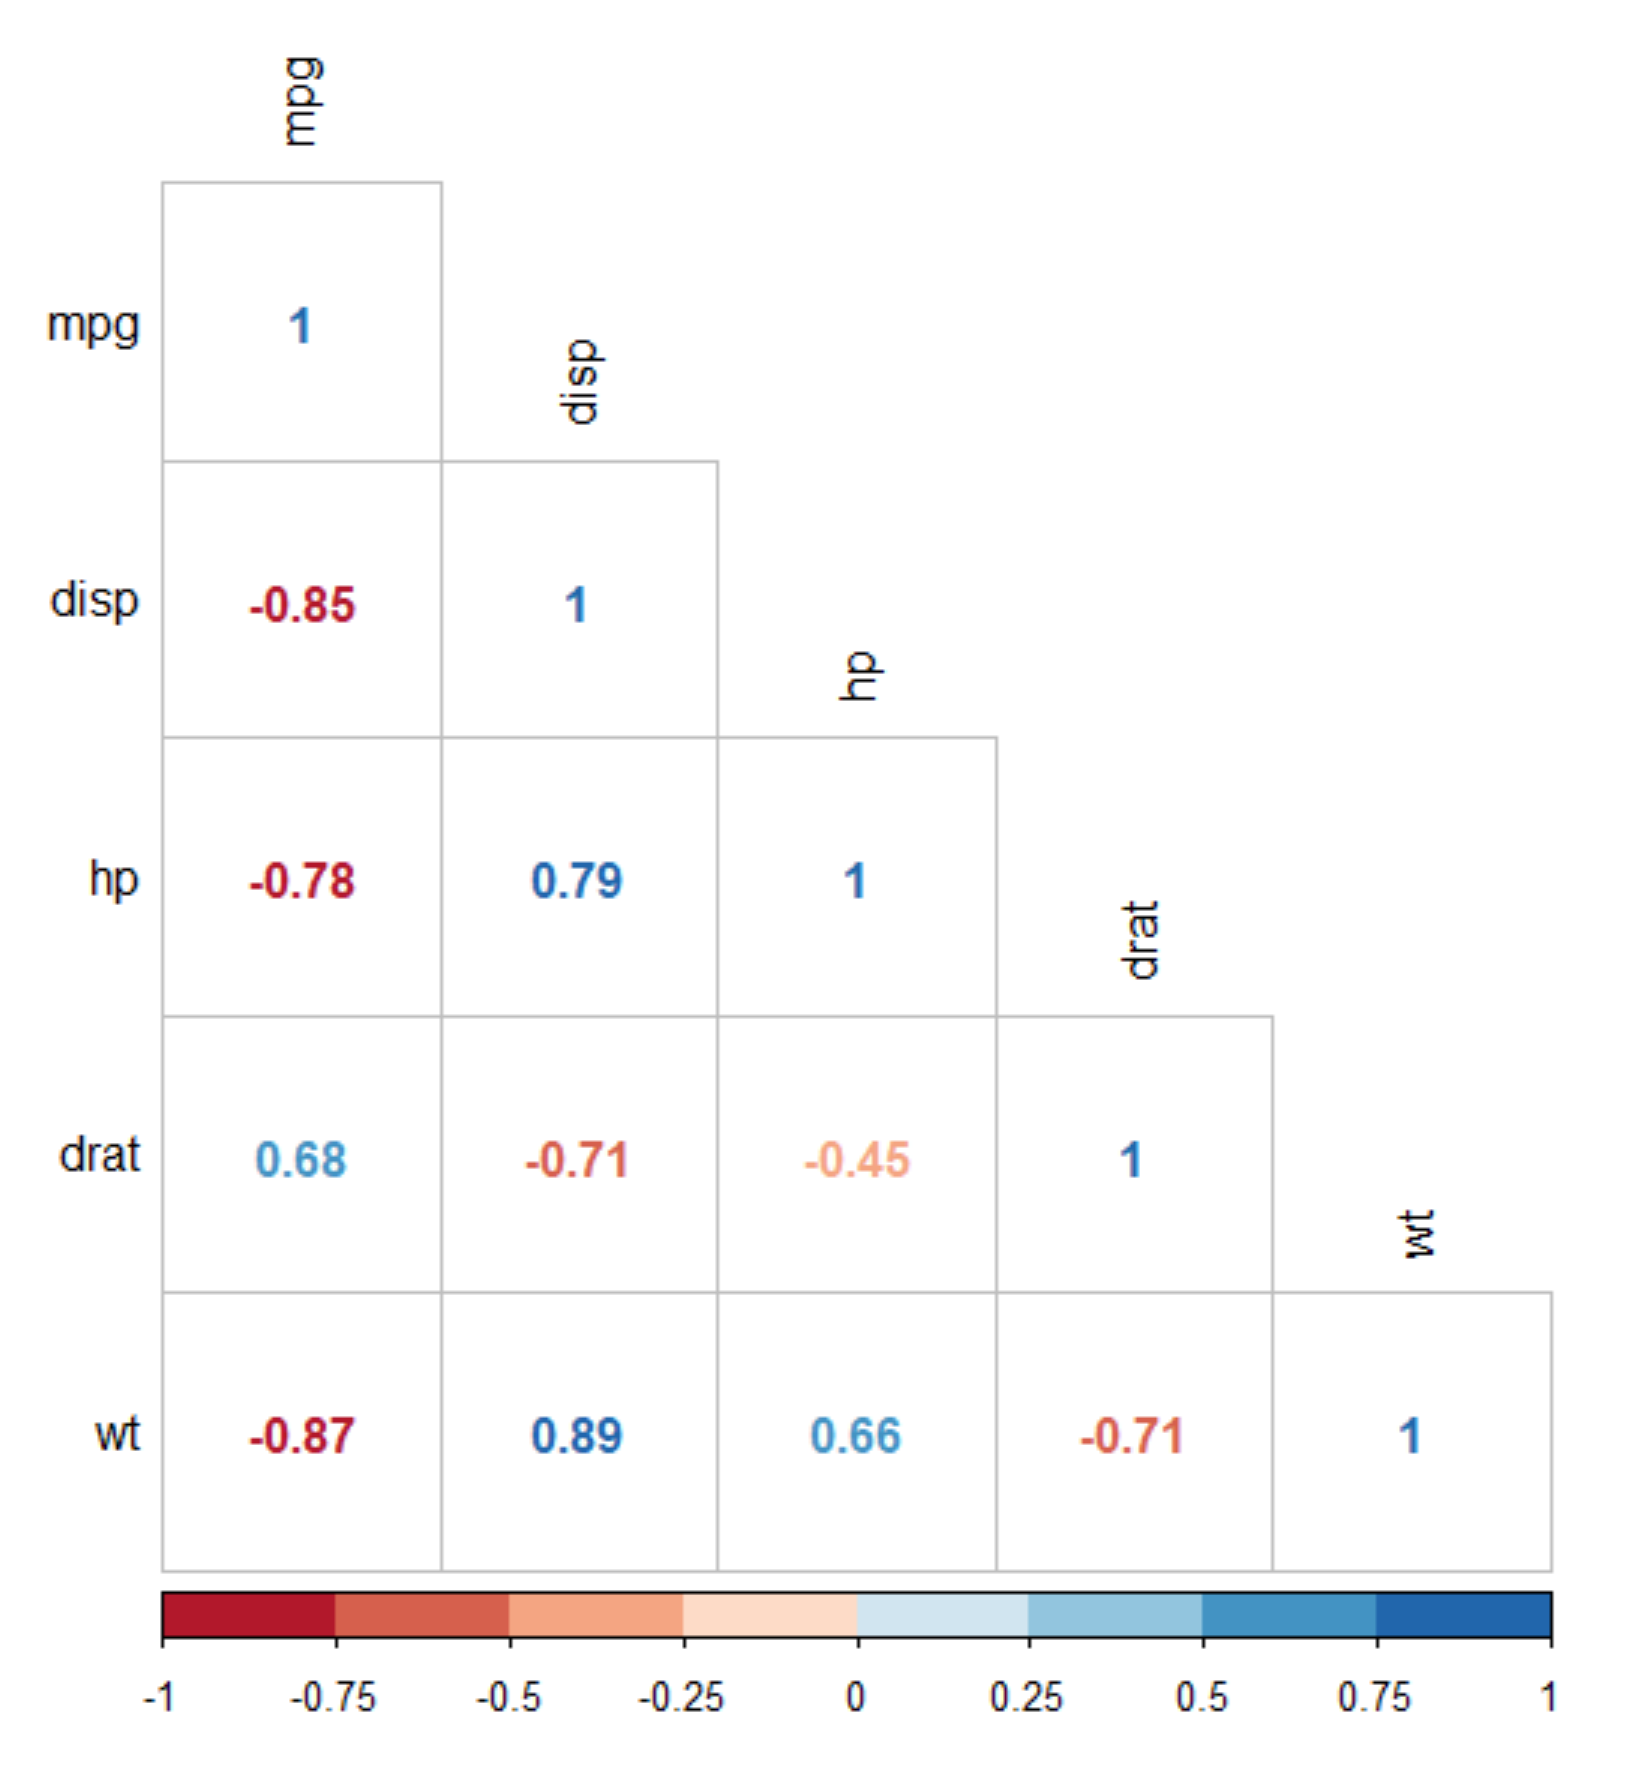 mpg
mpg 1
disp
disp -0.85 1
hp
hp -0.78 0.79 1
drat
drat 0.68 -0.71 -0.45 1
wt
wt -0.87 0.89 0.66 -0.71 1
-1 -0.75 -0.5 -0.25 0 0.25 0.5 0.75 1